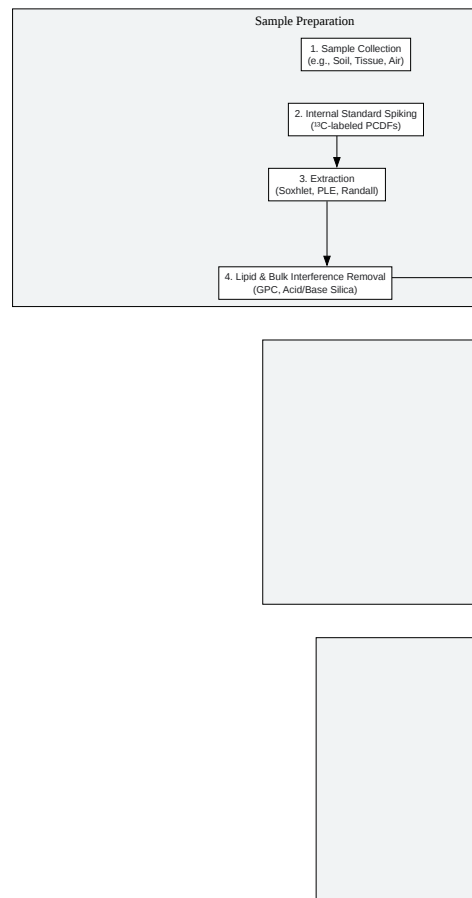 Sample Preparation
1. Sample Collection
(e.g., Soil, Tissue, Air)
2. Internal Standard Spiking
(¹³C-labeled PCDFs)
3. Extraction
(Soxhlet, PLE, Randall)
4. Lipid & Bulk Interference Removal
(GPC, Acid/Base Silica)